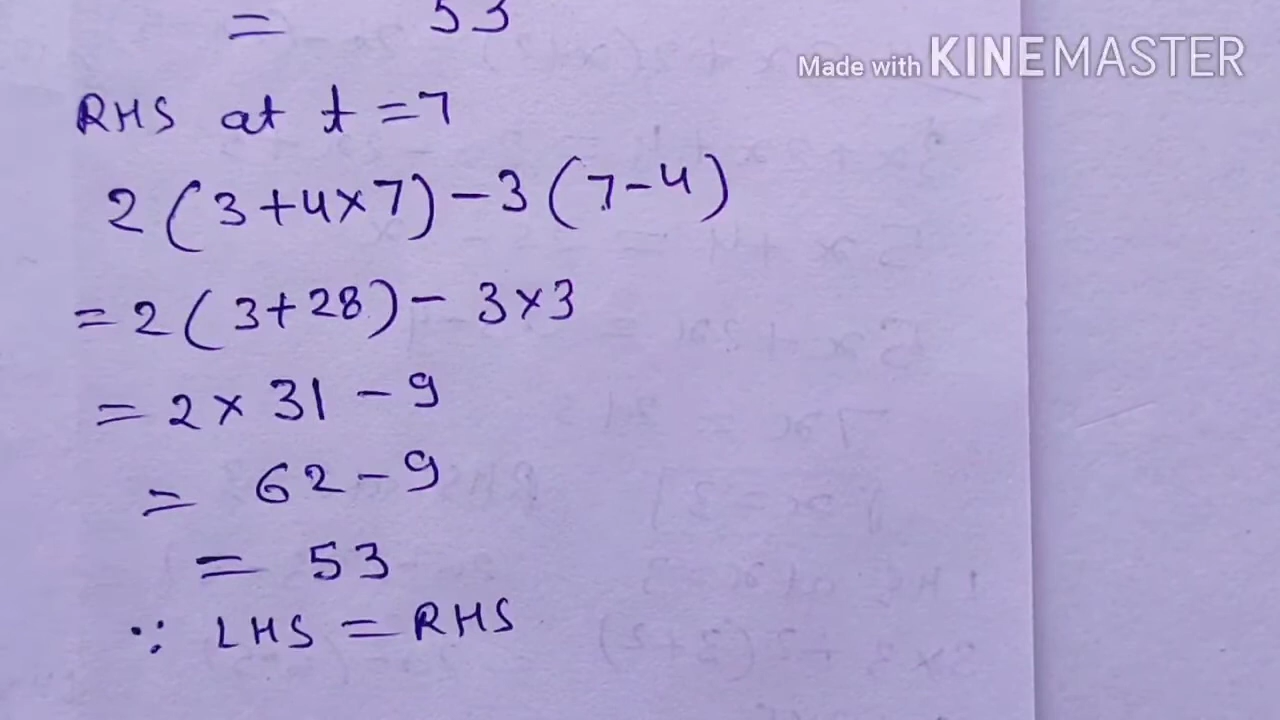 = 53
Made with KINEMASTER
RHS at t = 7
2 (3+4×7) - 3 (7-4)
= 2 (3+28) - 3×3
= 2 × 31 - 9
= 62 - 9
= 53
∵ LHS = RHS